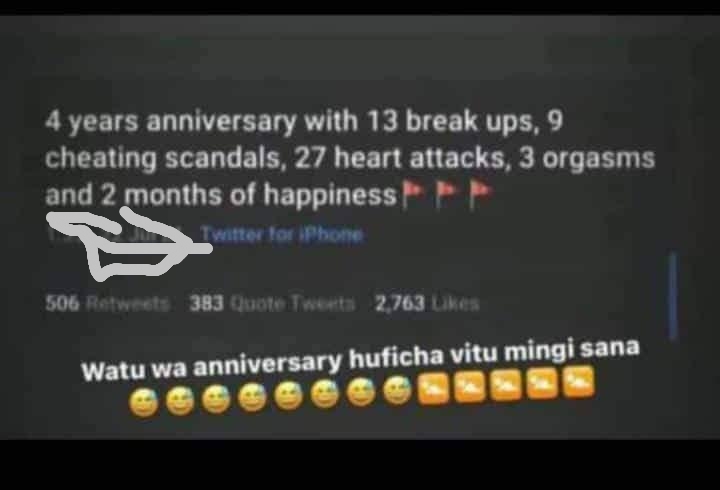 4 years anniversary with 13 break ups, 9
cheating scandals, 27 heart attacks, 3 orgasms
and 2 months of happiness🚩🚩🚩
Twitter for iPhone
506 Retweets 383 Quote Tweets 2,763 Likes
Watu wa anniversary huficha vitu mingi sana
😅😅😅😅😅😅😅😅